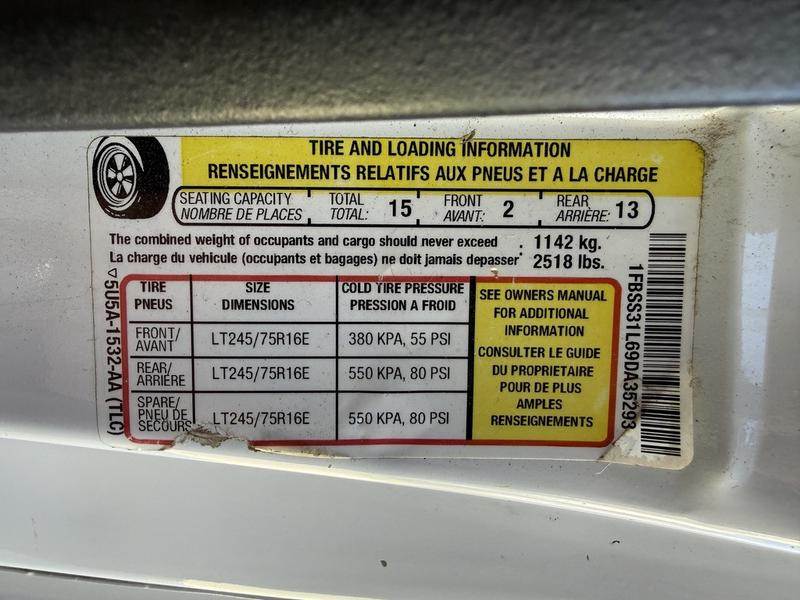 TIRE AND LOADING INFORMATION
RENSEIGNEMENTS RELATIFS AUX PNEUS ET A LA CHARGE
SEATING CAPACITY TOTAL FRONT REAR
NOMBRE DE PLACES TOTAL: 15 AVANT: 2 ARRIÈRE: 13
The combined weight of occupants and cargo should never exceed : 1142 kg.
La charge du vehicule (occupants et bagages) ne doit jamais depasser : 2518 lbs.
TIRE SIZE COLD TIRE PRESSURE
PNEUS DIMENSIONS PRESSION A FROID
FRONT/
AVANT LT245/75R16E 380 KPA, 55 PSI
REAR/
ARRIÈRE LT245/75R16E 550 KPA, 80 PSI
SPARE/
PNEU DE
SECOURS LT245/75R16E 550 KPA, 80 PSI
SEE OWNERS MANUAL
FOR ADDITIONAL
INFORMATION
CONSULTER LE GUIDE
DU PROPRIETAIRE
POUR DE PLUS
AMPLES
RENSEIGNEMENTS
5U5A-1532-AA (TLC)
1FBSS31L69DA35293